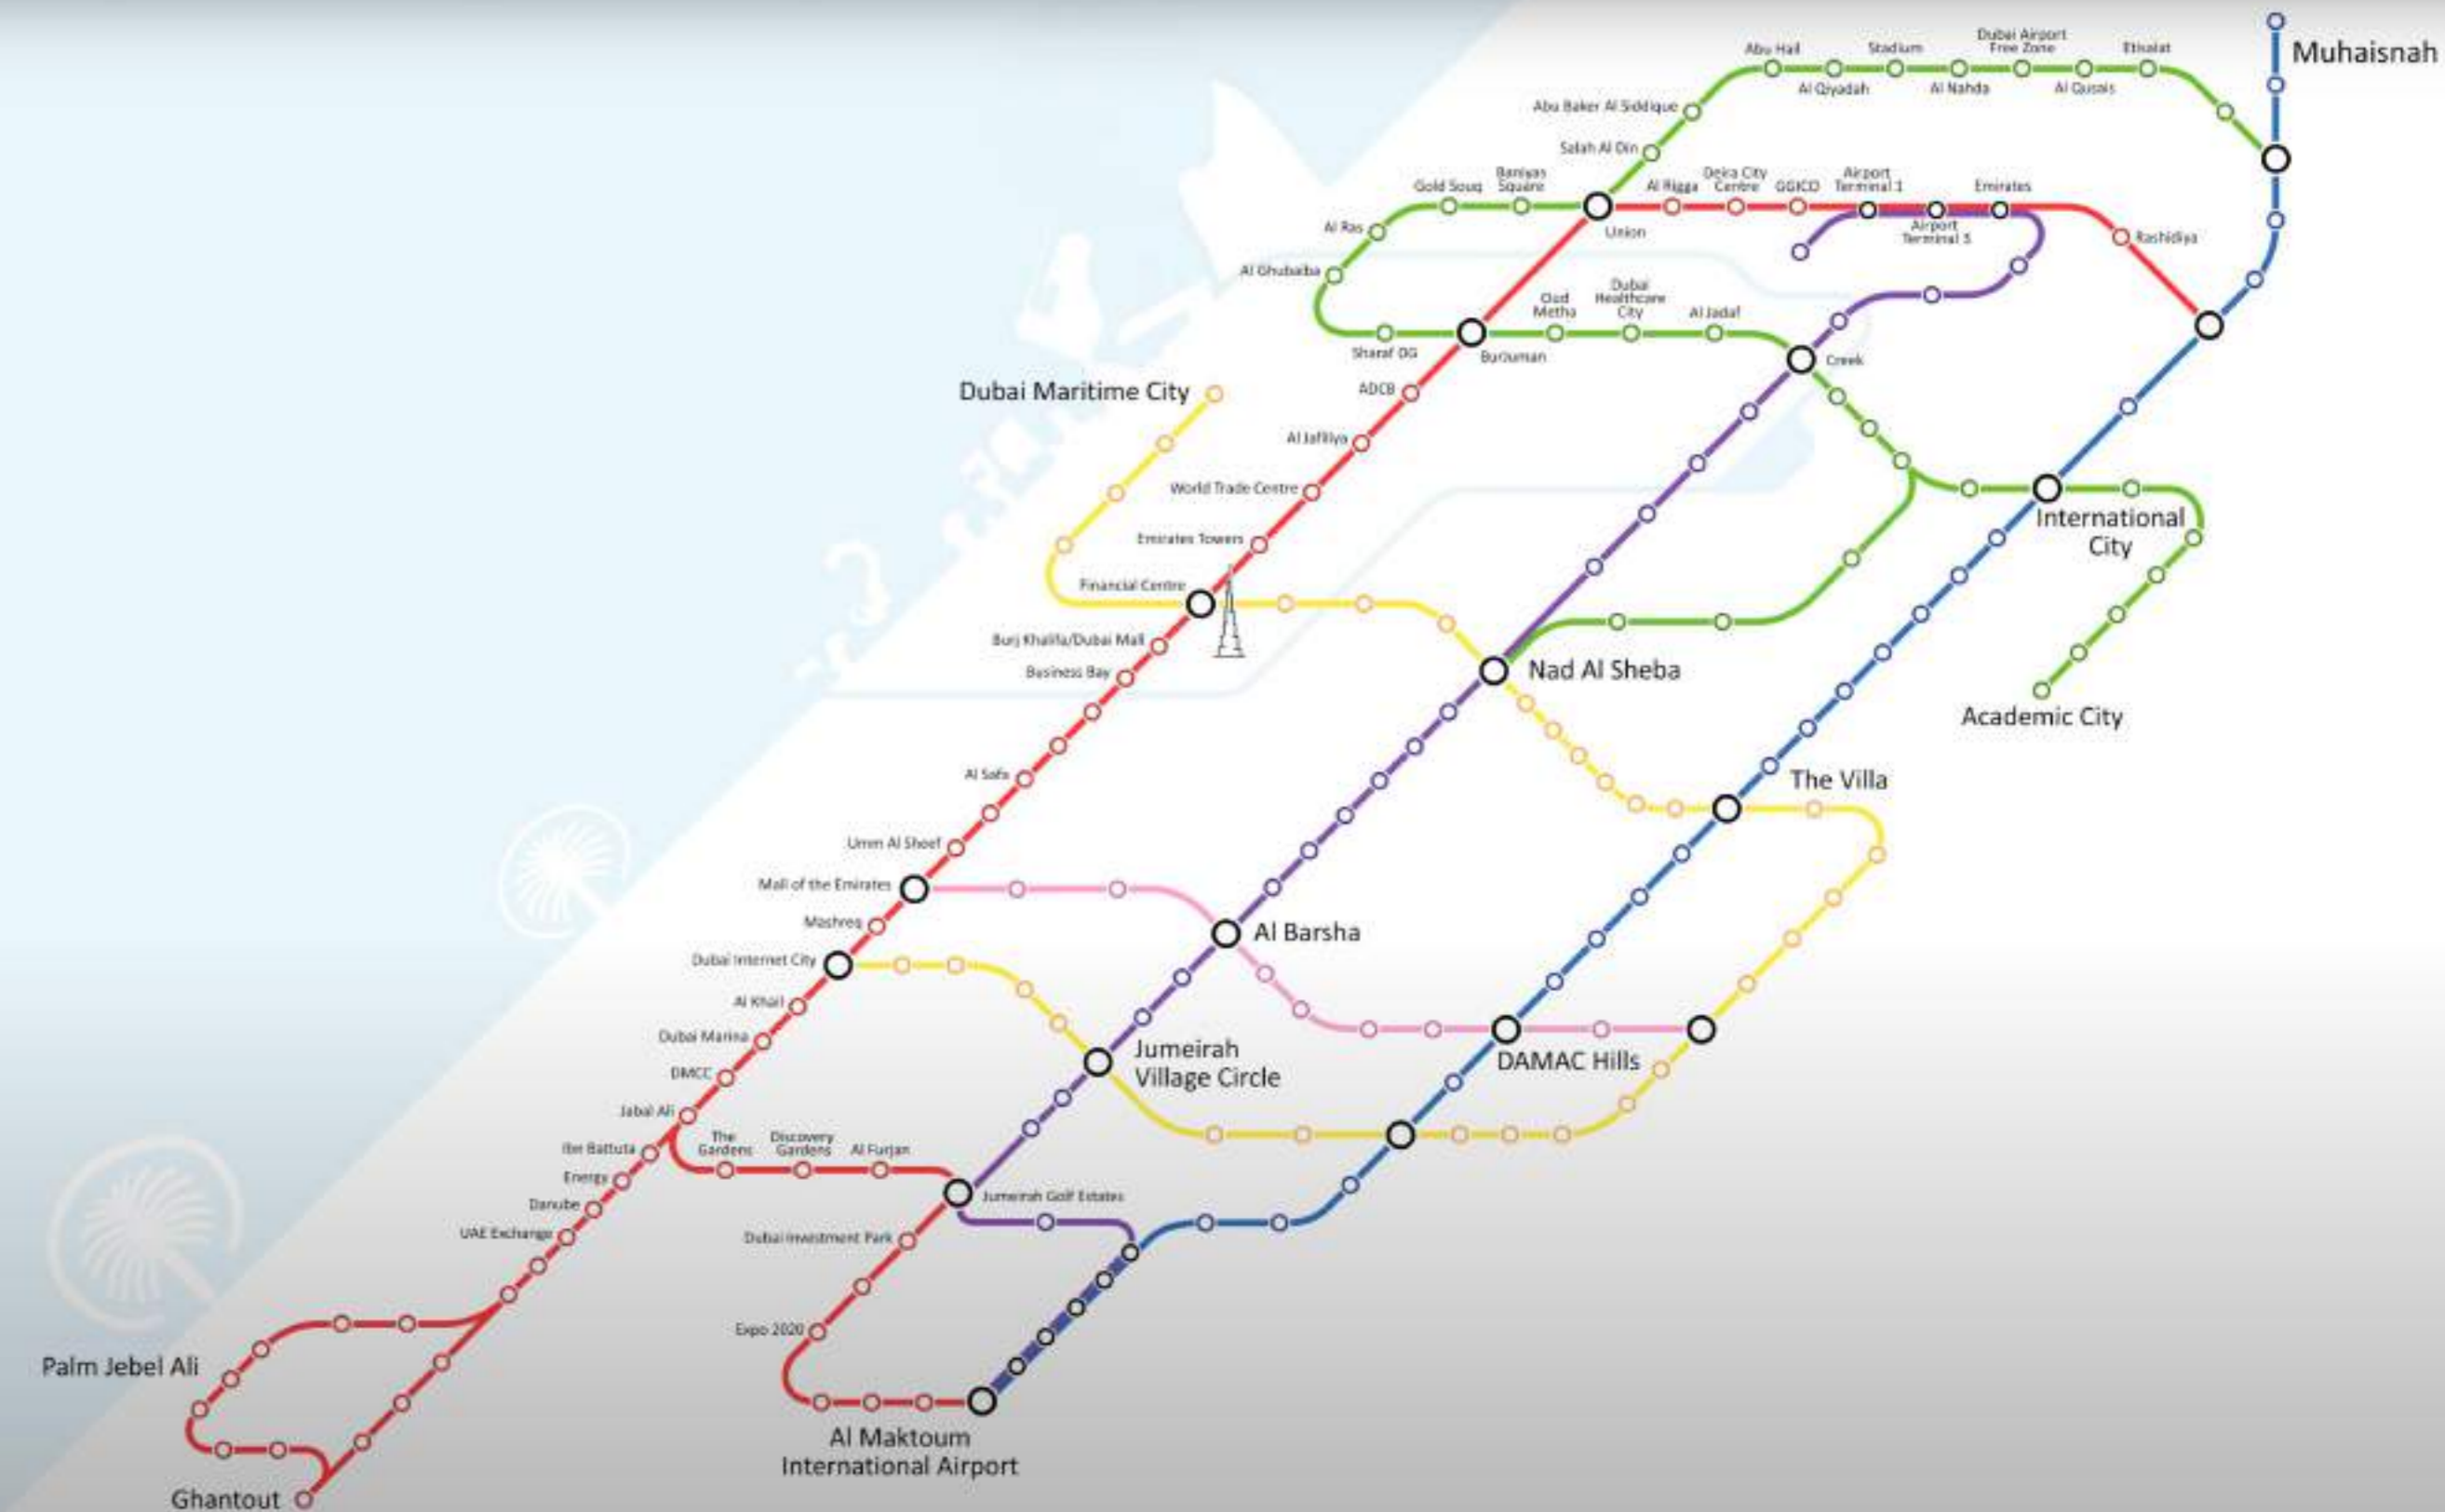 Muhaisnah
Dubai Airport
Free Zone
Abu Hail
Stadium
Etisalat
Al Qiyadah
Al Nahda
Al Qusais
Abu Baker Al Siddique
Salah Al Din
Gold Souq
Baniyas
Square
Al Rigga
Deira City
Centre
GGICO
Airport
Terminal 1
Emirates
Al Ras
Union
Airport
Terminal 3
Rashidiya
Al Ghubaiba
Oud
Metha
Dubai
Healthcare
City
Al Jadaf
Sharaf DG
BurJuman
Creek
Dubai Maritime City
ADCB
Al Jafiliya
World Trade Centre
International
City
Emirates Towers
Financial Centre
Burj Khalifa/Dubai Mall
Business Bay
Nad Al Sheba
Academic City
Al Safa
The Villa
Umm Al Sheef
Mall of the Emirates
Mashreq
Al Barsha
Dubai Internet City
Al Khail
Dubai Marina
Jumeirah
Village Circle
DAMAC Hills
DMCC
Jabal Ali
Ibn Battuta
The
Gardens
Discovery
Gardens
Al Furjan
Energy
Danube
Jumeirah Golf Estates
UAE Exchange
Dubai Investment Park
Expo 2020
Palm Jebel Ali
Al Maktoum
International Airport
Ghantout